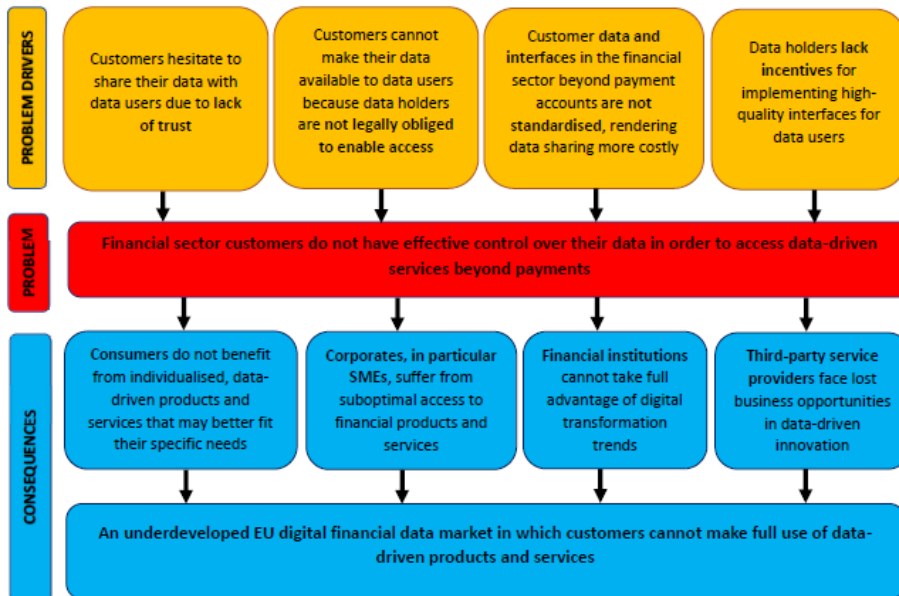 PROBLEM DRIVERS
Customers hesitate to
share their data with
data users due to lack
of trust
Customers cannot
make their data
available to data users
because data holders
are not legally obliged
to enable access
Customer data and
interfaces in the financial
sector beyond payment
accounts are not
standardised, rendering
data sharing more costly
Data holders lack
incentives for
implementing high-
quality interfaces for
data users
PROBLEM
Financial sector customers do not have effective control over their data in order to access data-driven
services beyond payments
CONSEQUENCES
Consumers do not benefit
from individualised, data-
driven products and
services that may better fit
their specific needs
Corporates, in particular
SMEs, suffer from
suboptimal access to
financial products and
services
Financial institutions
cannot take full
advantage of digital
transformation
trends
Third-party service
providers face lost
business opportunities
in data-driven
innovation
An underdeveloped EU digital financial data market in which customers cannot make full use of data-
driven products and services